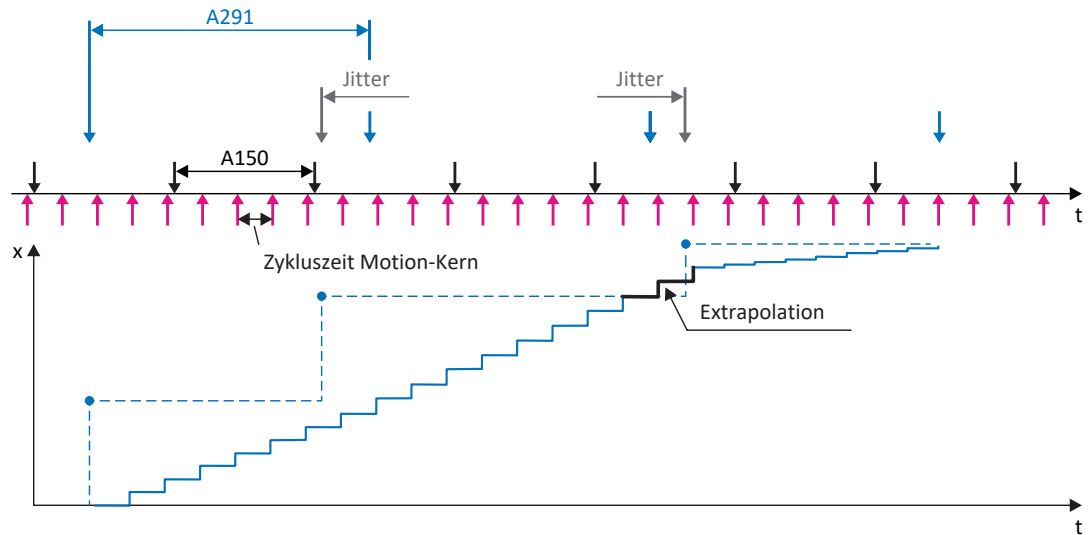 A291
Jitter
Jitter
A150
t
x
Zykluszeit Motion-Kern
Extrapolation
t